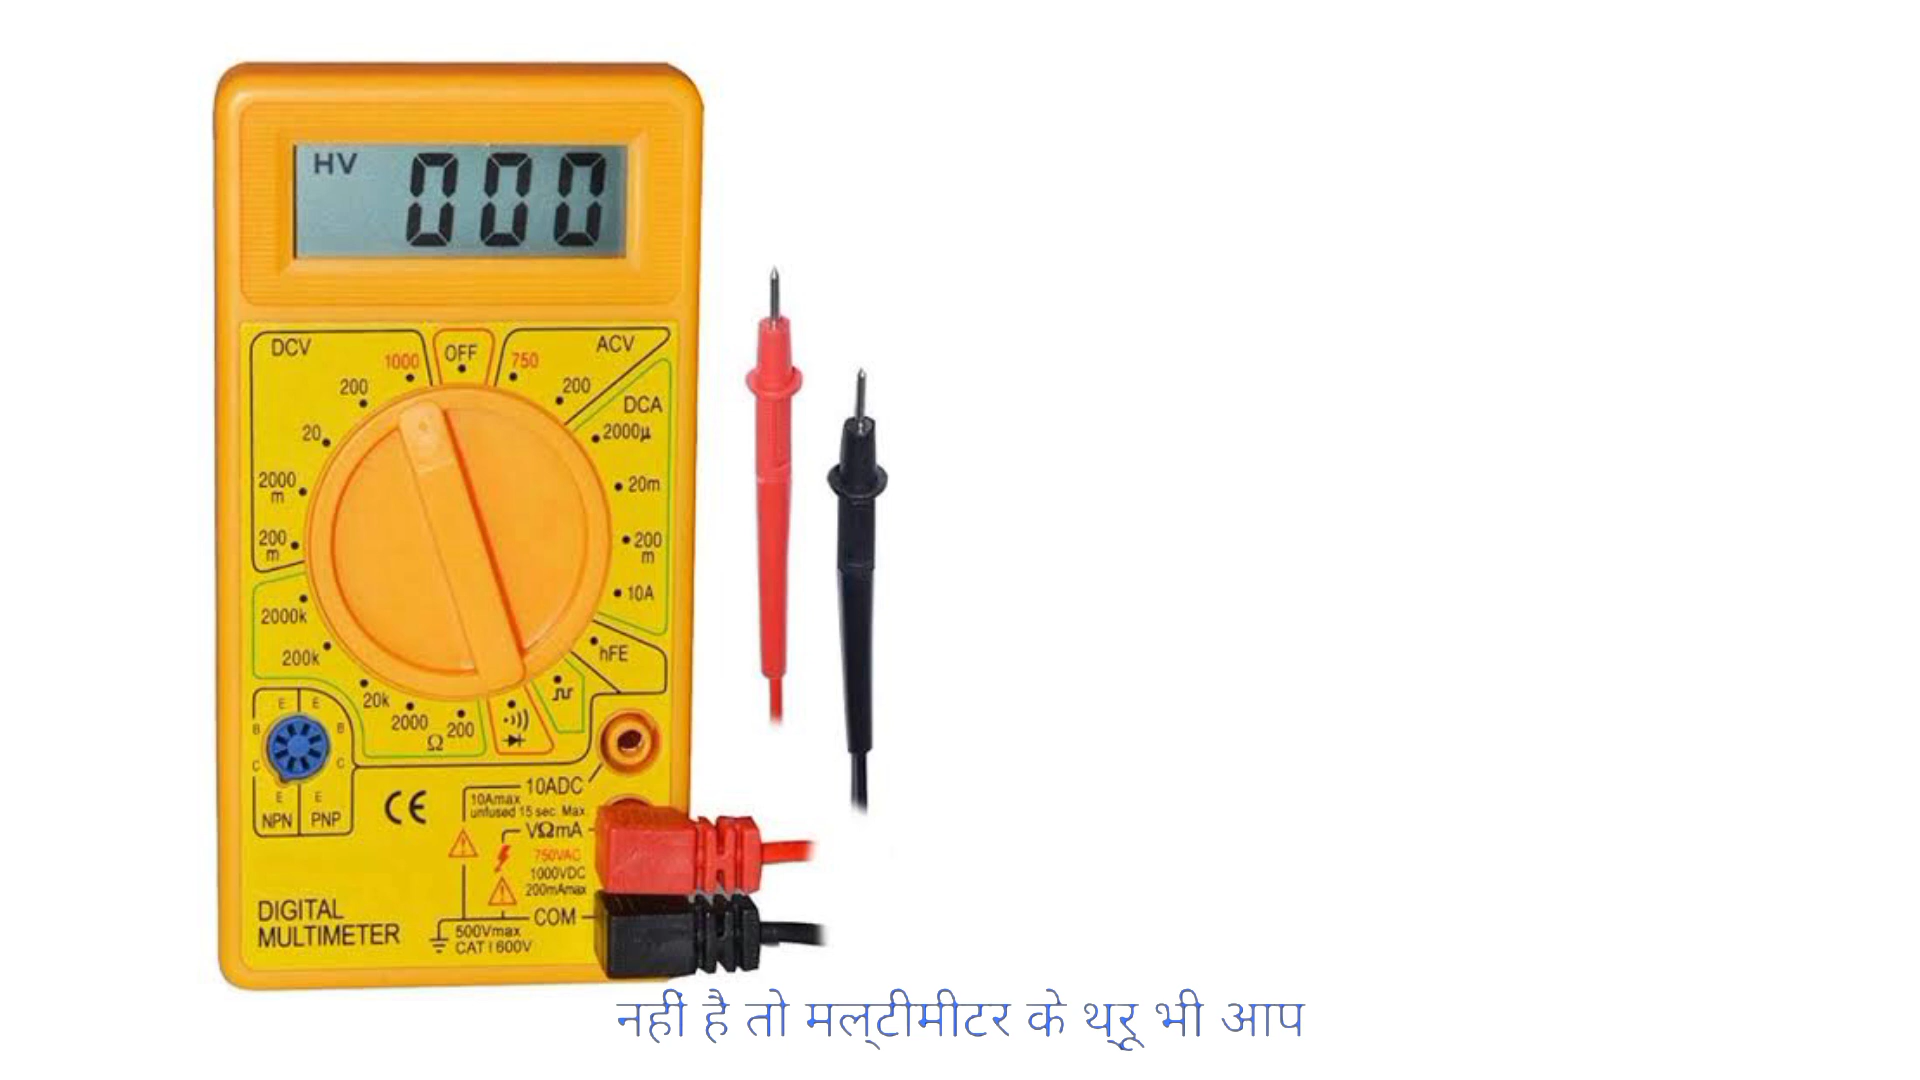 HV 000
DCV
1000
OFF
750
ACV
200
200
DCA
20
2000µ
2000
m
20m
200
m
200
m
10A
2000k
hFE
200k
20k
2000
Ω
200
E E
B B
C C
E E
NPN PNP
CE
10ADC
10Amax
unfused 15 sec. Max
VΩmA
750VAC
1000VDC
200mAmax
COM
500Vmax
CAT I 600V
DIGITAL
MULTIMETER
नहीं है तो मल्टीमीटर के थ्रू भी आप